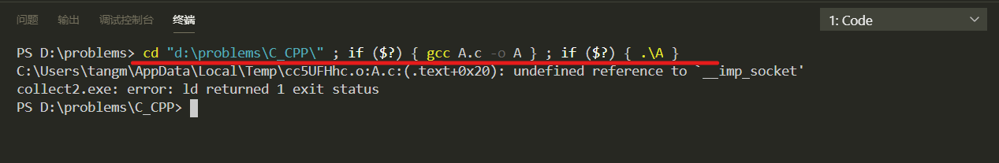 问题 输出 调试控制台 终端 1: Code
PS D:\problems> cd "d:\problems\C_CPP\" ; if ($?) { gcc A.c -o A } ; if ($?) { .\A }
C:\Users\tangm\AppData\Local\Temp\cc5UFHhc.o:A.c:(.text+0x20): undefined reference to `__imp_socket'
collect2.exe: error: ld returned 1 exit status
PS D:\problems\C_CPP>